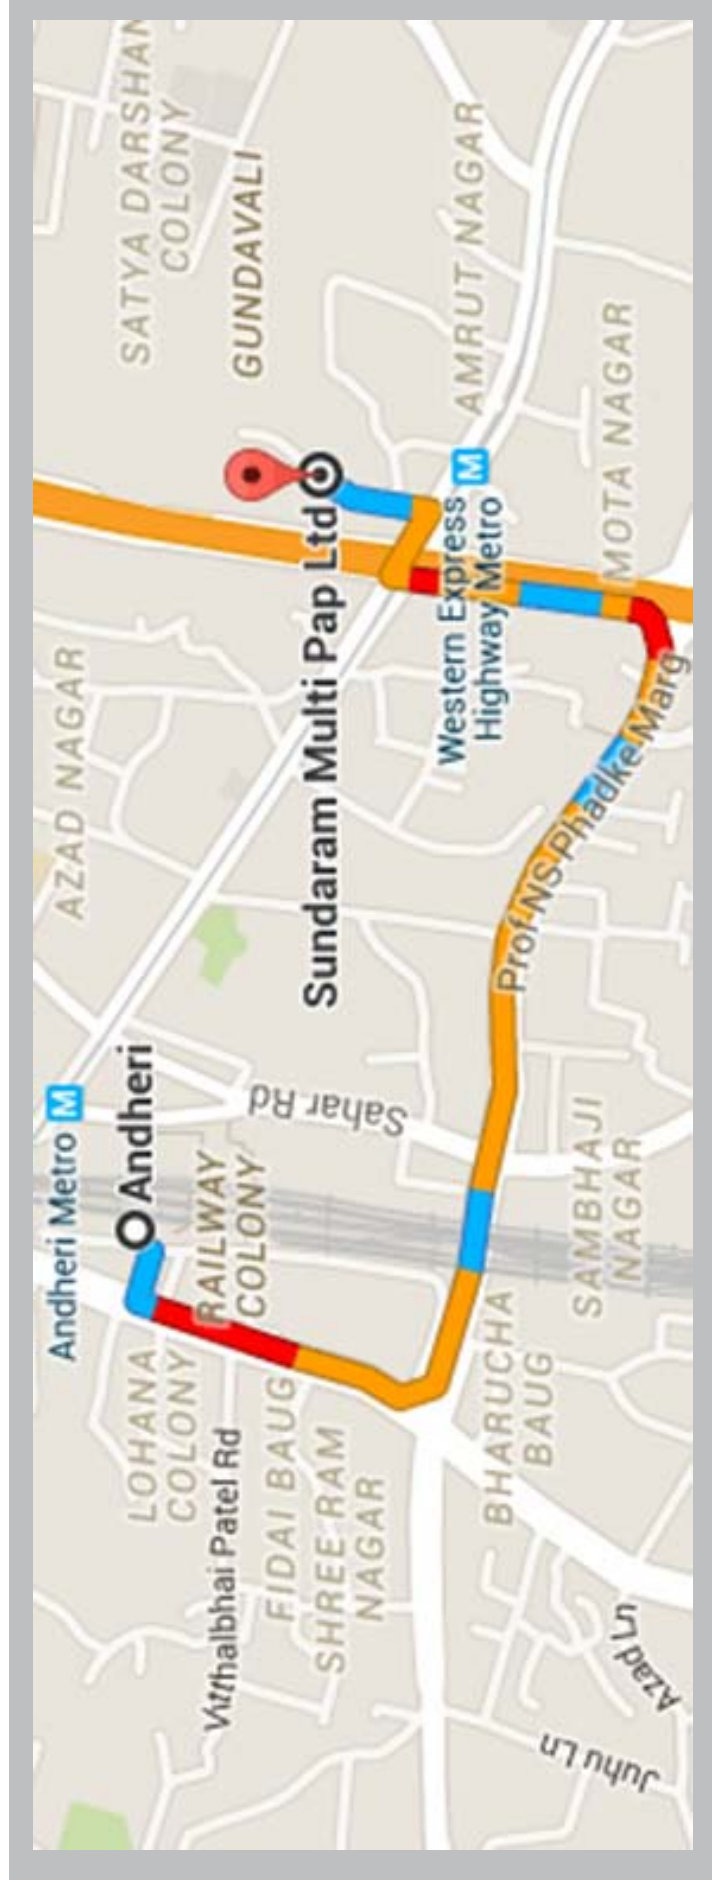 SATYA DARSHAN
COLONY
GUNDAVALI
AMRUT NAGAR
MOTA NAGAR
M
Western Express
Highway Metro
Sundaram Multi Pap Ltd
AZAD NAGAR
Prof NS Phadke Marg
Andheri Metro M
Andheri
Sahar Rd
RAILWAY
COLONY
SAMBHAJI
NAGAR
LOHANA
COLONY
Vitthalbhai Patel Rd
FIDAI BAUG
SHREE RAM
NAGAR
BHARUCHA
BAUG
Azad Ln
Juhu Ln